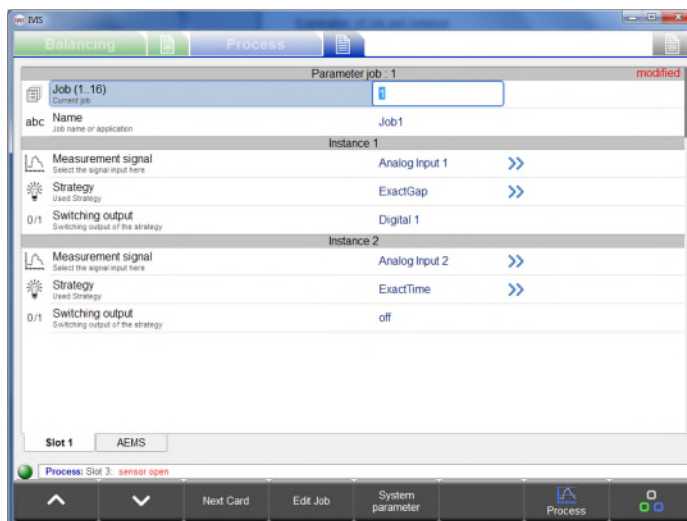 IVIS
Balancing
Process
Parameter job : 1
modified
Job (1..16)
Current job
1
abc
Name
Job name or application
Job1
Instance 1
Measurement signal
Select the signal input here
Analog Input 1
Strategy
Used Strategy
ExactGap
0/1
Switching output
Switching output of the strategy
Digital 1
Instance 2
Measurement signal
Select the signal input here
Analog Input 2
Strategy
Used Strategy
ExactTime
0/1
Switching output
Switching output of the strategy
off
Slot 1
AEMS
Process: Slot 3: sensor open
Next Card
Edit Job
System
parameter
Process